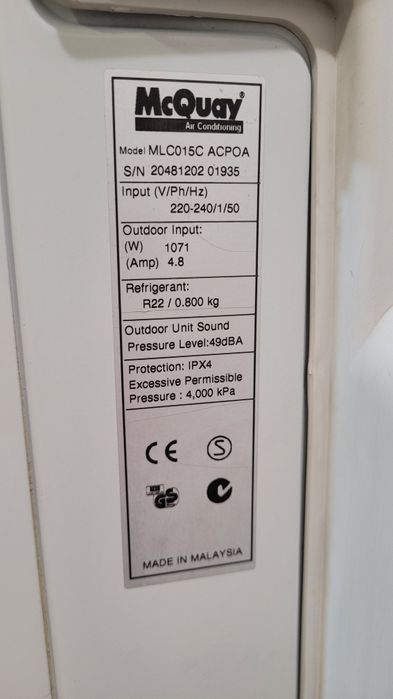 McQuay®
Air Conditioning
Model MLC015C ACPOA
S/N 20481202 01935
Input (V/Ph/Hz)
220-240/1/50
Outdoor Input:
(W) 1071
(Amp) 4.8
Refrigerant:
R22 / 0.800 kg
Outdoor Unit Sound
Pressure Level:49dBA
Protection: IPX4
Excessive Permissible
Pressure : 4,000 kPa
CE S
GS
MADE IN MALAYSIA